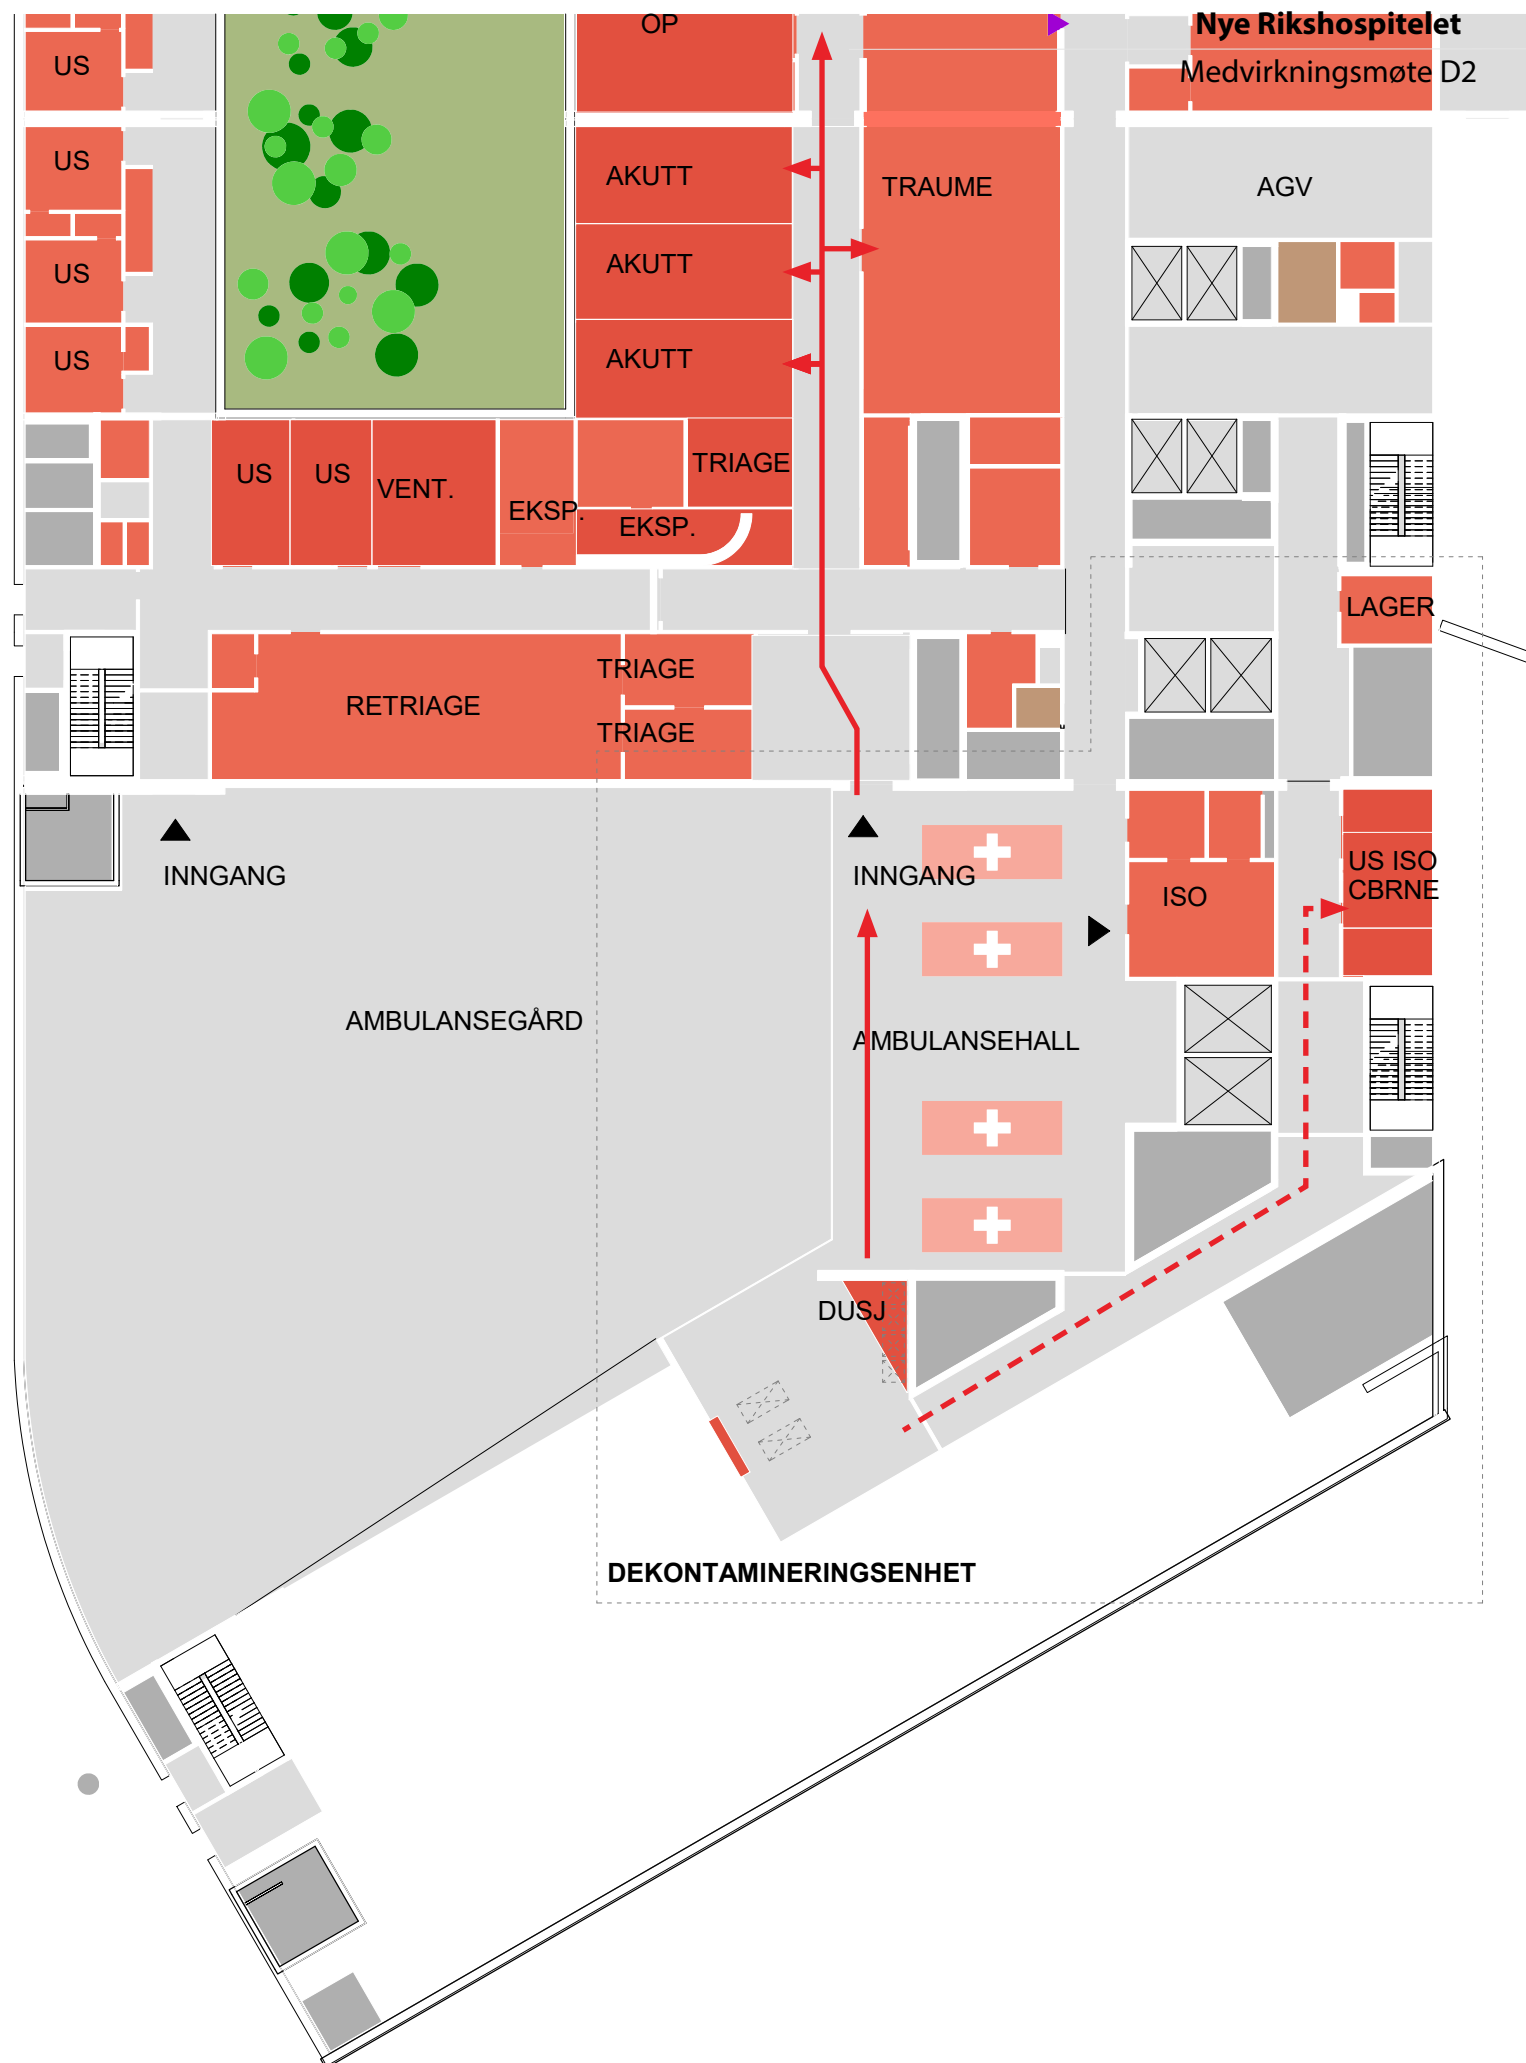 OP
Nye Rikshospitelet
Medvirkningsmøte D2
US
US
AKUTT
TRAUME
AGV
US
AKUTT
US
AKUTT
US
US
VENT.
TRIAGE
EKSP.
EKSP.
LAGER
TRIAGE
RETRIAGE
TRIAGE
INNGANG
INNGANG
US ISO
CBRNE
ISO
AMBULANSEGÅRD
AMBULANSEHALL
DUSJ
DEKONTAMINERINGSENHET